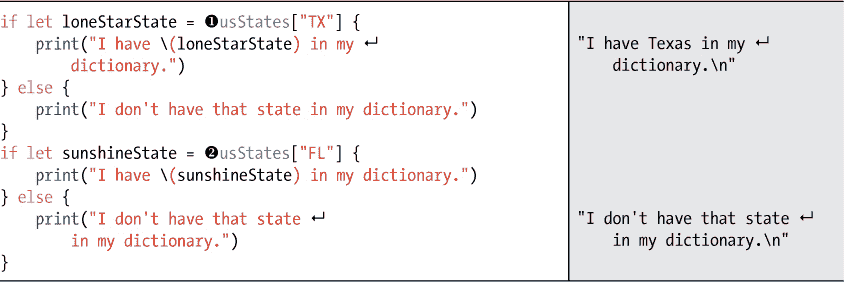 if let loneStarState = ❶usStates["TX"] {
    print("I have \(loneStarState) in my ↵
        dictionary.")
} else {
    print("I don't have that state in my dictionary.")
}
if let sunshineState = ❷usStates["FL"] {
    print("I have \(sunshineState) in my dictionary.")
} else {
    print("I don't have that state ↵
        in my dictionary.")
}
"I have Texas in my ↵
    dictionary.\n"
"I don't have that state ↵
    in my dictionary.\n"